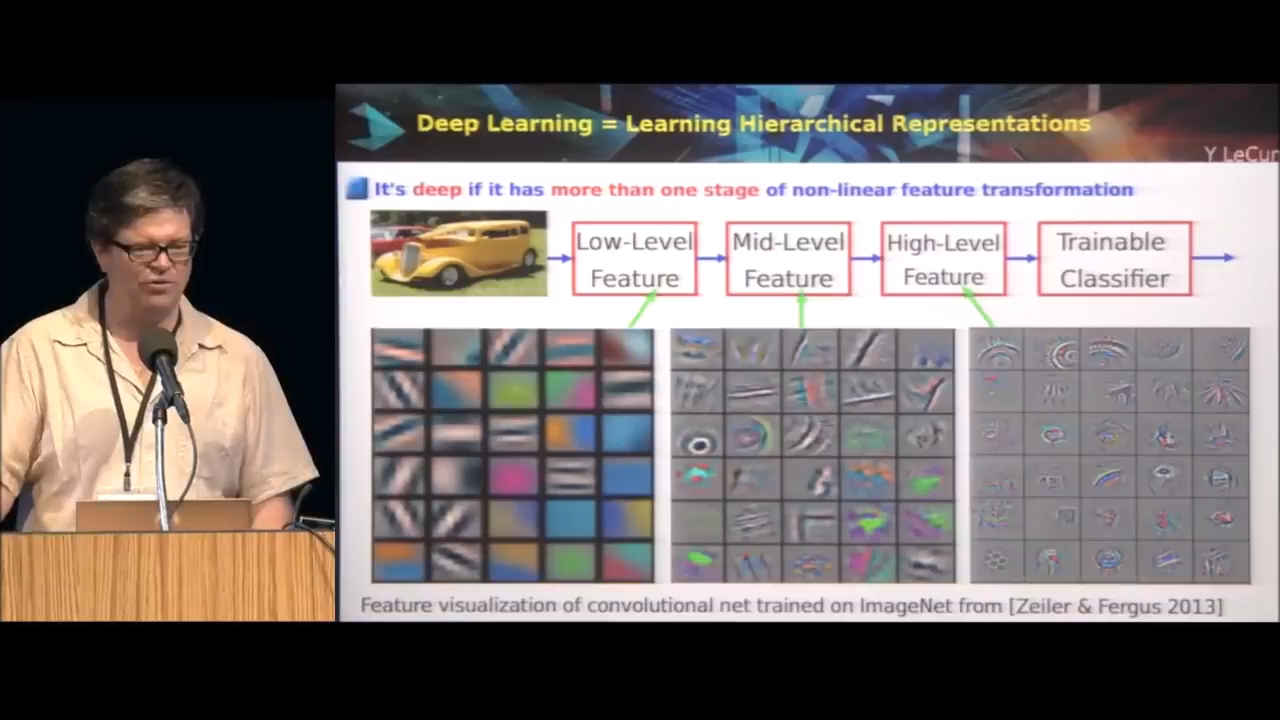 Deep Learning = Learning Hierarchical Representations
Y LeCun
It's deep if it has more than one stage of non-linear feature transformation
Low-Level
Feature
Mid-Level
Feature
High-Level
Feature
Trainable
Classifier
Feature visualization of convolutional net trained on ImageNet from [Zeiler & Fergus 2013]